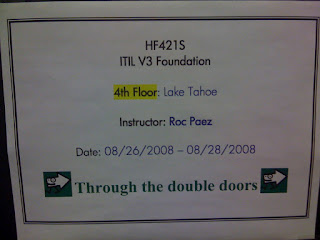 HF421S
ITIL V3 Foundation
4th Floor: Lake Tahoe
Instructor: Roc Paez
Date: 08/26/2008 – 08/28/2008
Through the double doors